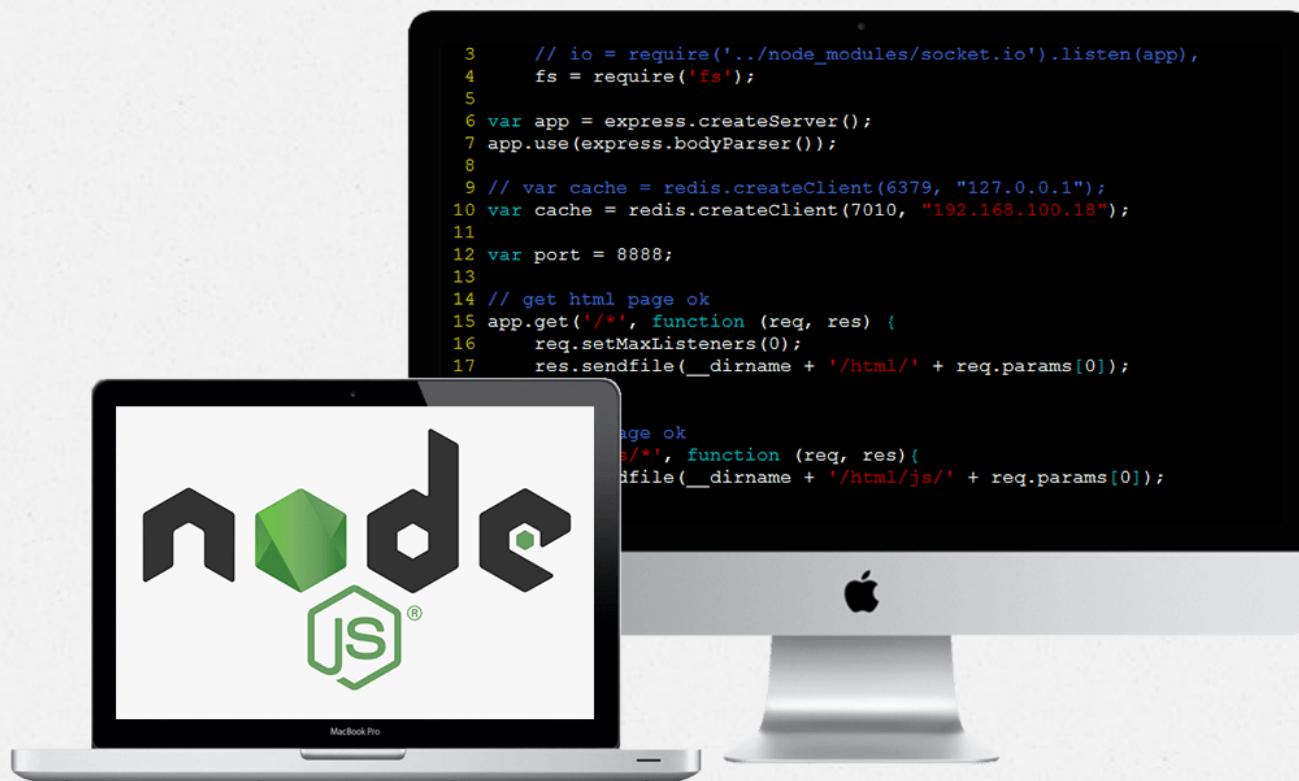 3 // io = require('../node_modules/socket.io').listen(app),
4 fs = require('fs');
5
6 var app = express.createServer();
7 app.use(express.bodyParser());
8
9 // var cache = redis.createClient(6379, "127.0.0.1");
10 var cache = redis.createClient(7010, "192.168.100.18");
11
12 var port = 8888;
13
14 // get html page ok
15 app.get('/*', function (req, res) {
16 req.setMaxListeners(0);
17 res.sendfile(__dirname + '/html/' + req.params[0]);
age ok
s/*', function (req, res){
dfile(__dirname + '/html/js/' + req.params[0]);
node
JS®
MacBook Pro